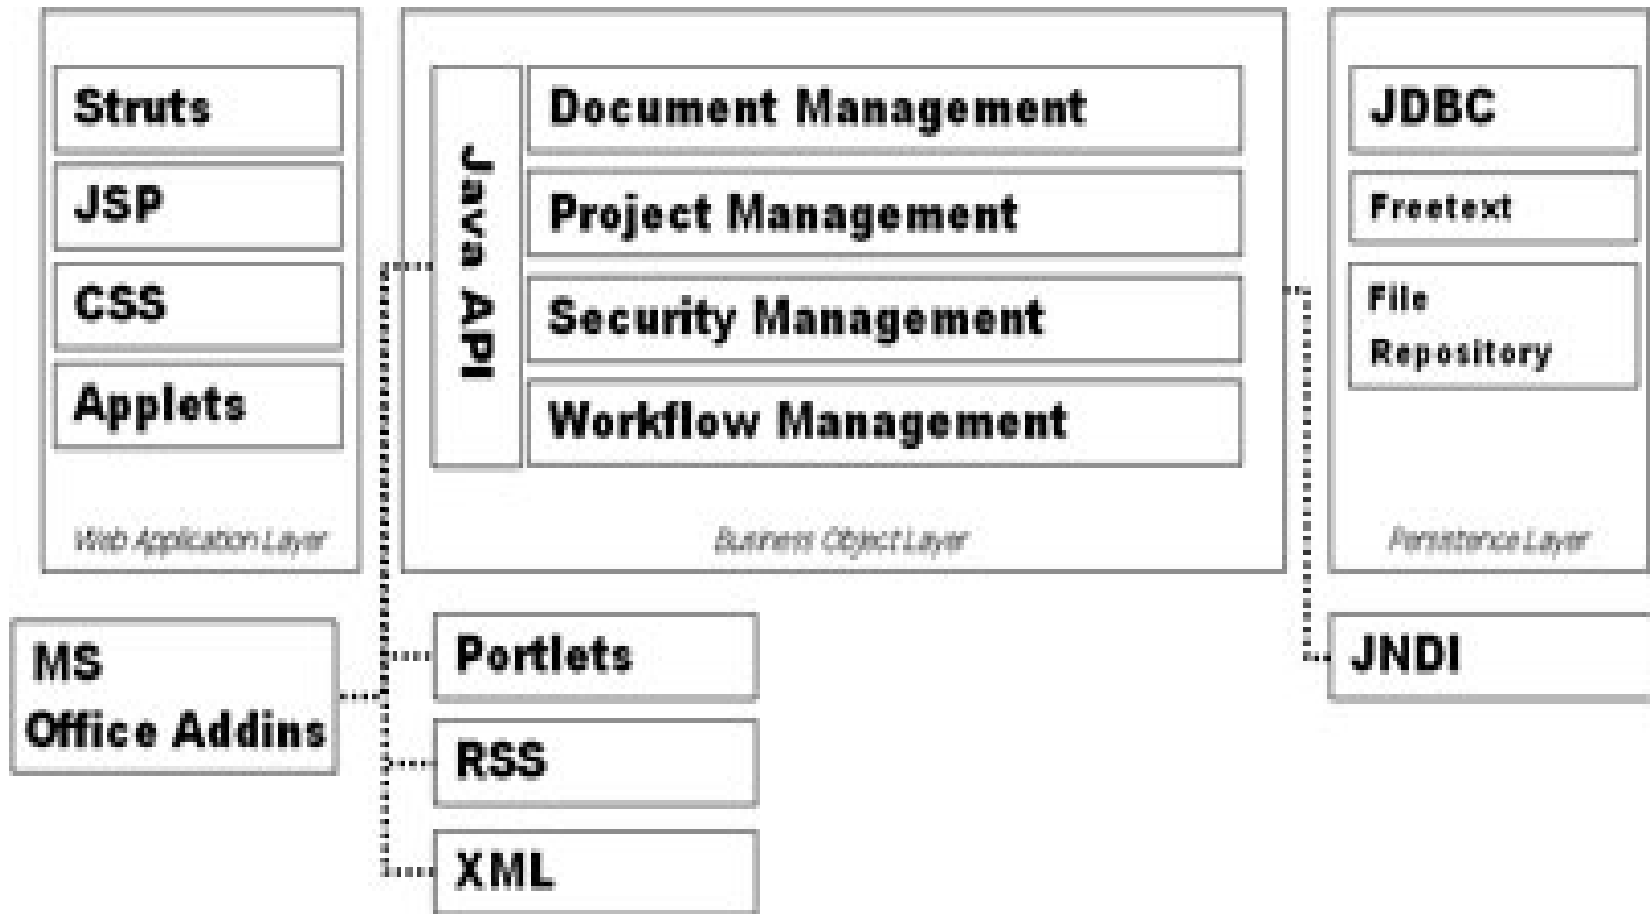 Struts
JSP
CSS
Applets
Web Application Layer
Java API
Document Management
Project Management
Security Management
Workflow Management
Business Object Layer
JDBC
Freetext
File
Repository
Persistence Layer
MS
Office Addins
Portlets
RSS
XML
JNDI